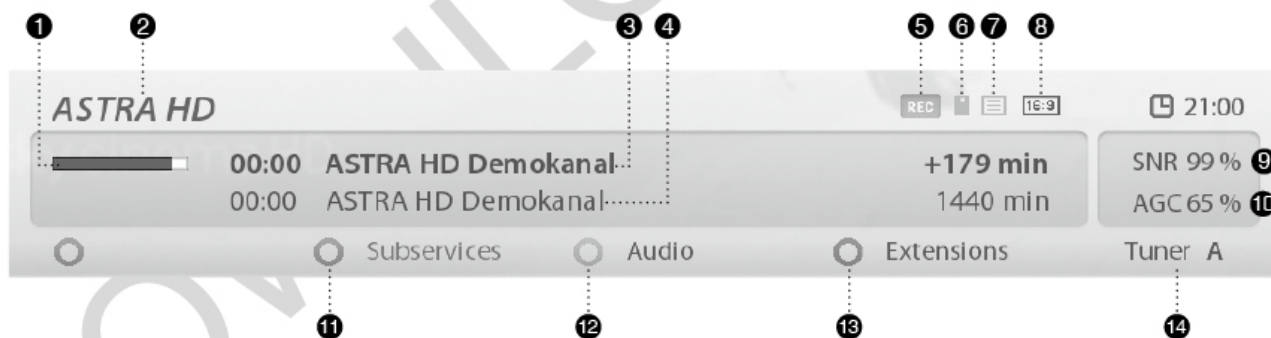 1 2 3 4 5 6 7 8
ASTRA HD REC 16:9 21:00
00:00 ASTRA HD Demokanal +179 min SNR 99 % 9
00:00 ASTRA HD Demokanal 1440 min AGC 65 % 10
Subservices Audio Extensions Tuner A
11 12 13 14